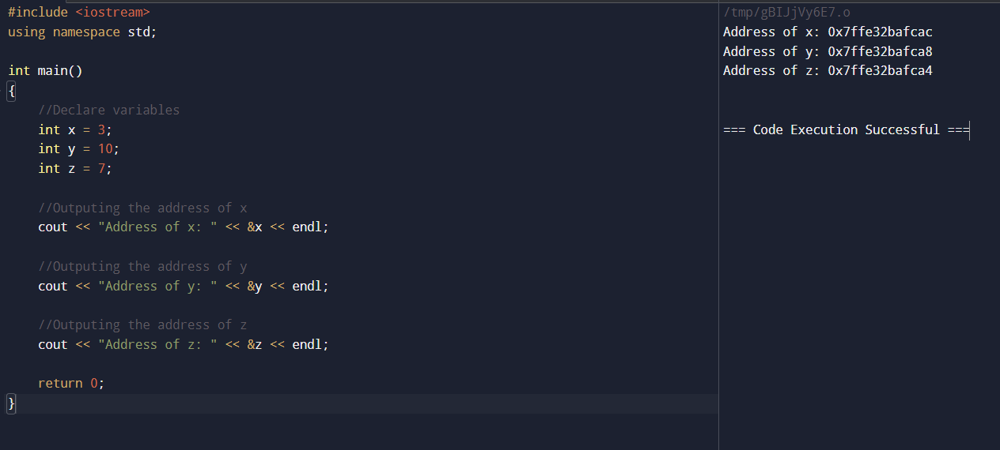 #include <iostream>
using namespace std;
int main()
{
//Declare variables
int x = 3;
int y = 10;
int z = 7;
//Outputing the address of x
cout << "Address of x: " << &x << endl;
//Outputing the address of y
cout << "Address of y: " << &y << endl;
//Outputing the address of z
cout << "Address of z: " << &z << endl;
return 0;
}
/tmp/gBIJjVy6E7.o
Address of x: 0x7ffe32bafcac
Address of y: 0x7ffe32bafca8
Address of z: 0x7ffe32bafca4
=== Code Execution Successful ===